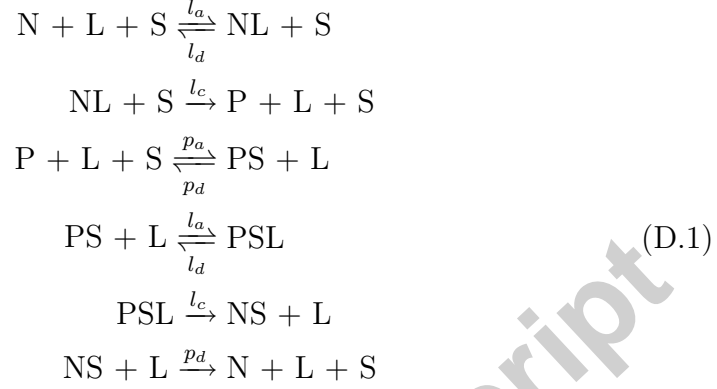 N + L + S ⇌ NL + S
l_a
l_d
NL + S →^{l_c} P + L + S
P + L + S ⇌ PS + L
p_a
p_d
PS + L ⇌ PSL (D.1)
l_a
l_d
PSL →^{l_c} NS + L
NS + L →^{p_d} N + L + S